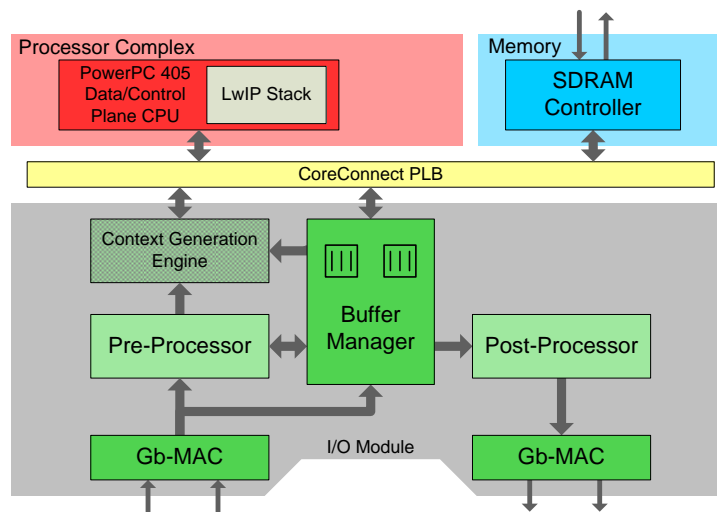 Processor Complex
PowerPC 405
Data/Control
Plane CPU
LwIP Stack
Memory
SDRAM
Controller
CoreConnect PLB
Context Generation
Engine
Buffer
Manager
Pre-Processor
Post-Processor
Gb-MAC
I/O Module
Gb-MAC